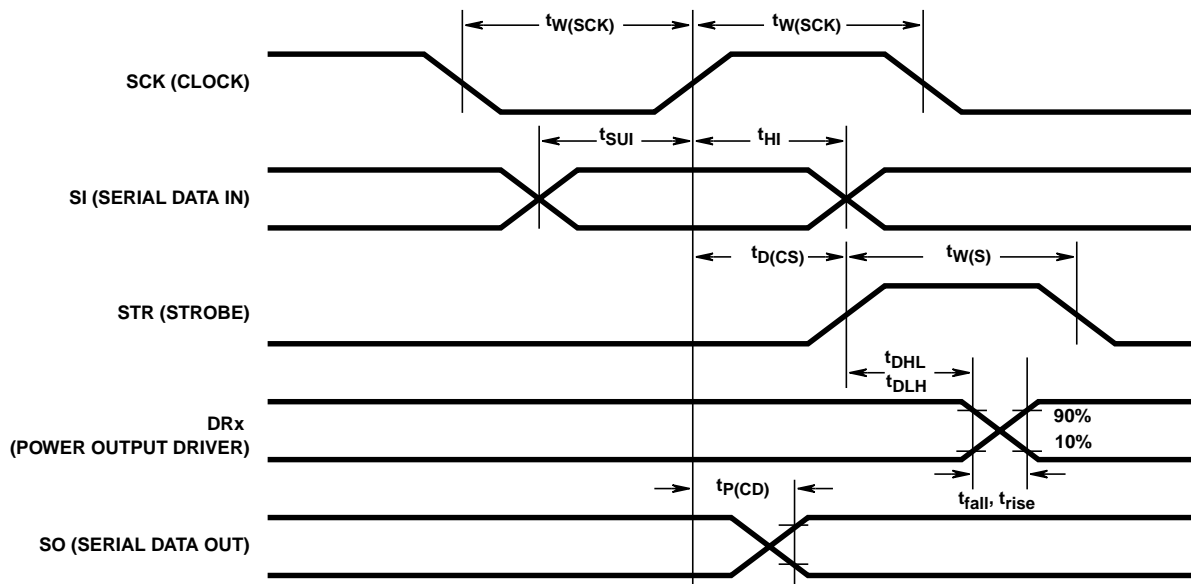 tW(SCK) tW(SCK)
SCK (CLOCK)
tSUI tHI
SI (SERIAL DATA IN)
tD(CS) tW(S)
STR (STROBE)
tDHL
tDLH
DRx
(POWER OUTPUT DRIVER)
90%
10%
tP(CD)
tfall, trise
SO (SERIAL DATA OUT)